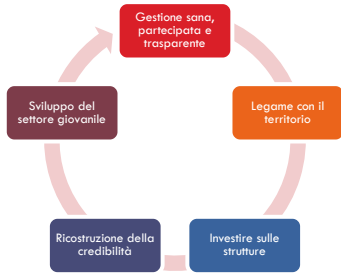 Gestione sana,
partecipata e
trasparente
Legame con il
territorio
Investire sulle
strutture
Ricostruzione della
credibilità
Sviluppo del
settore giovanile